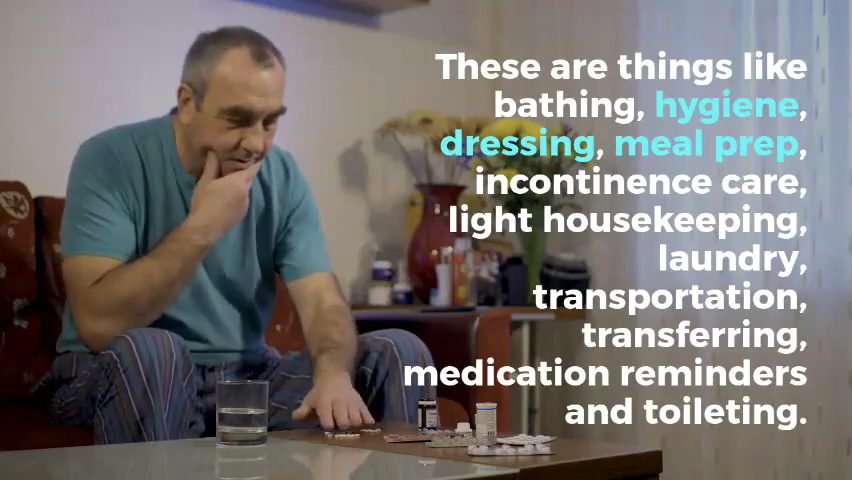 These are things like
bathing, hygiene,
dressing, meal prep,
incontinence care,
light housekeeping,
laundry,
transportation,
transferring,
medication reminders
and toileting.